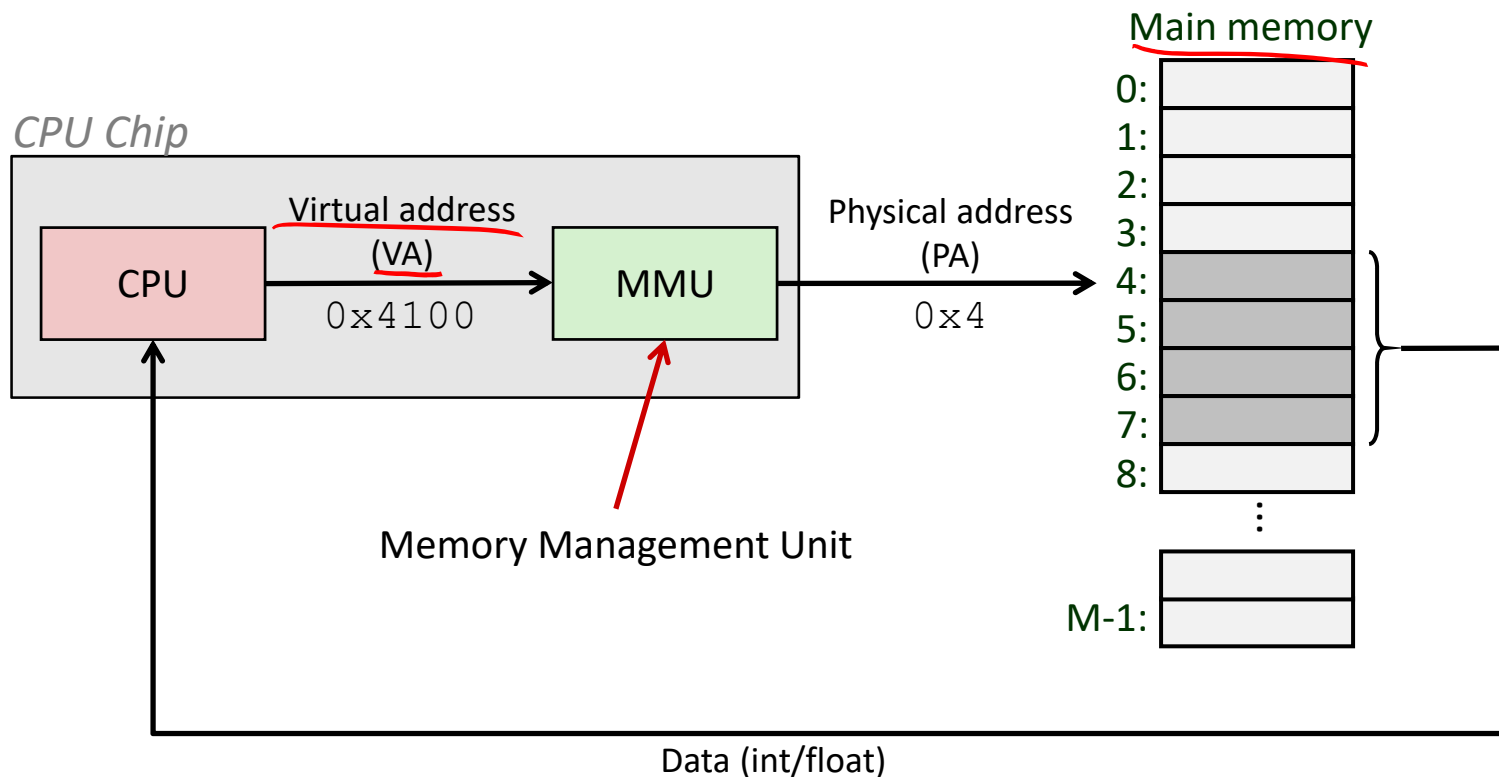 Main memory
CPU Chip
Virtual address
(VA)
0x4100
CPU
MMU
Physical address
(PA)
0x4
0:
1:
2:
3:
4:
5:
6:
7:
8:
⋮
M-1:
Memory Management Unit
Data (int/float)